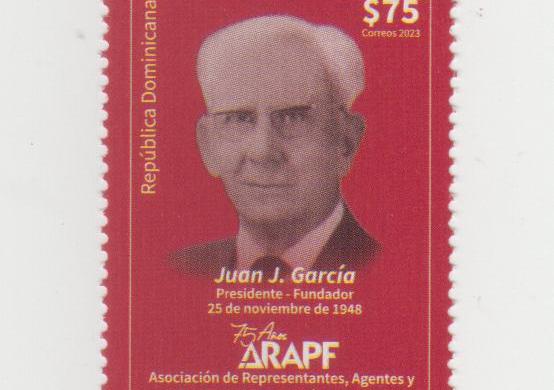 $75
Correos 2023
República Dominicana
Juan J. García
Presidente - Fundador
25 de noviembre de 1948
75 Años
ARAPF
Asociación de Representantes, Agentes y